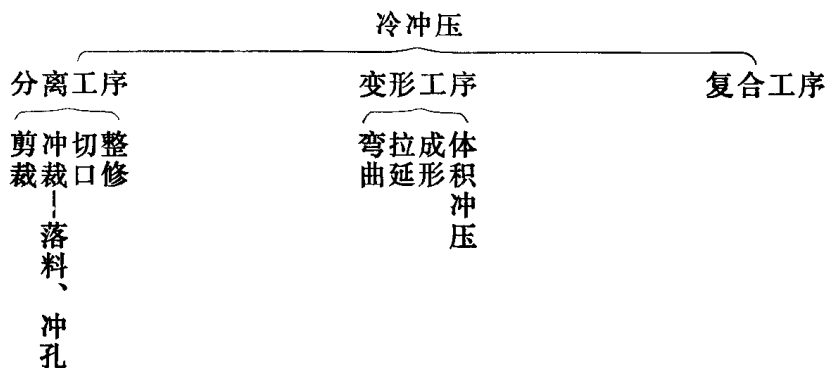 冷冲压
分离工序
变形工序
复合工序
剪裁
冲裁--落料、冲孔
切口
整修
弯曲
拉延
成形
体积冲压